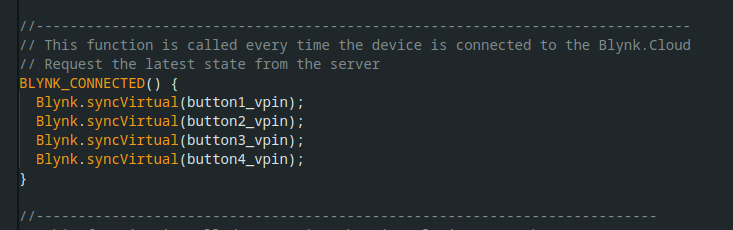 //------------------------------------------------------------------------------
// This function is called every time the device is connected to the Blynk.Cloud
// Request the latest state from the server
BLYNK_CONNECTED() {
  Blynk.syncVirtual(button1_vpin);
  Blynk.syncVirtual(button2_vpin);
  Blynk.syncVirtual(button3_vpin);
  Blynk.syncVirtual(button4_vpin);
}
//--------------------------------------------------------------------------